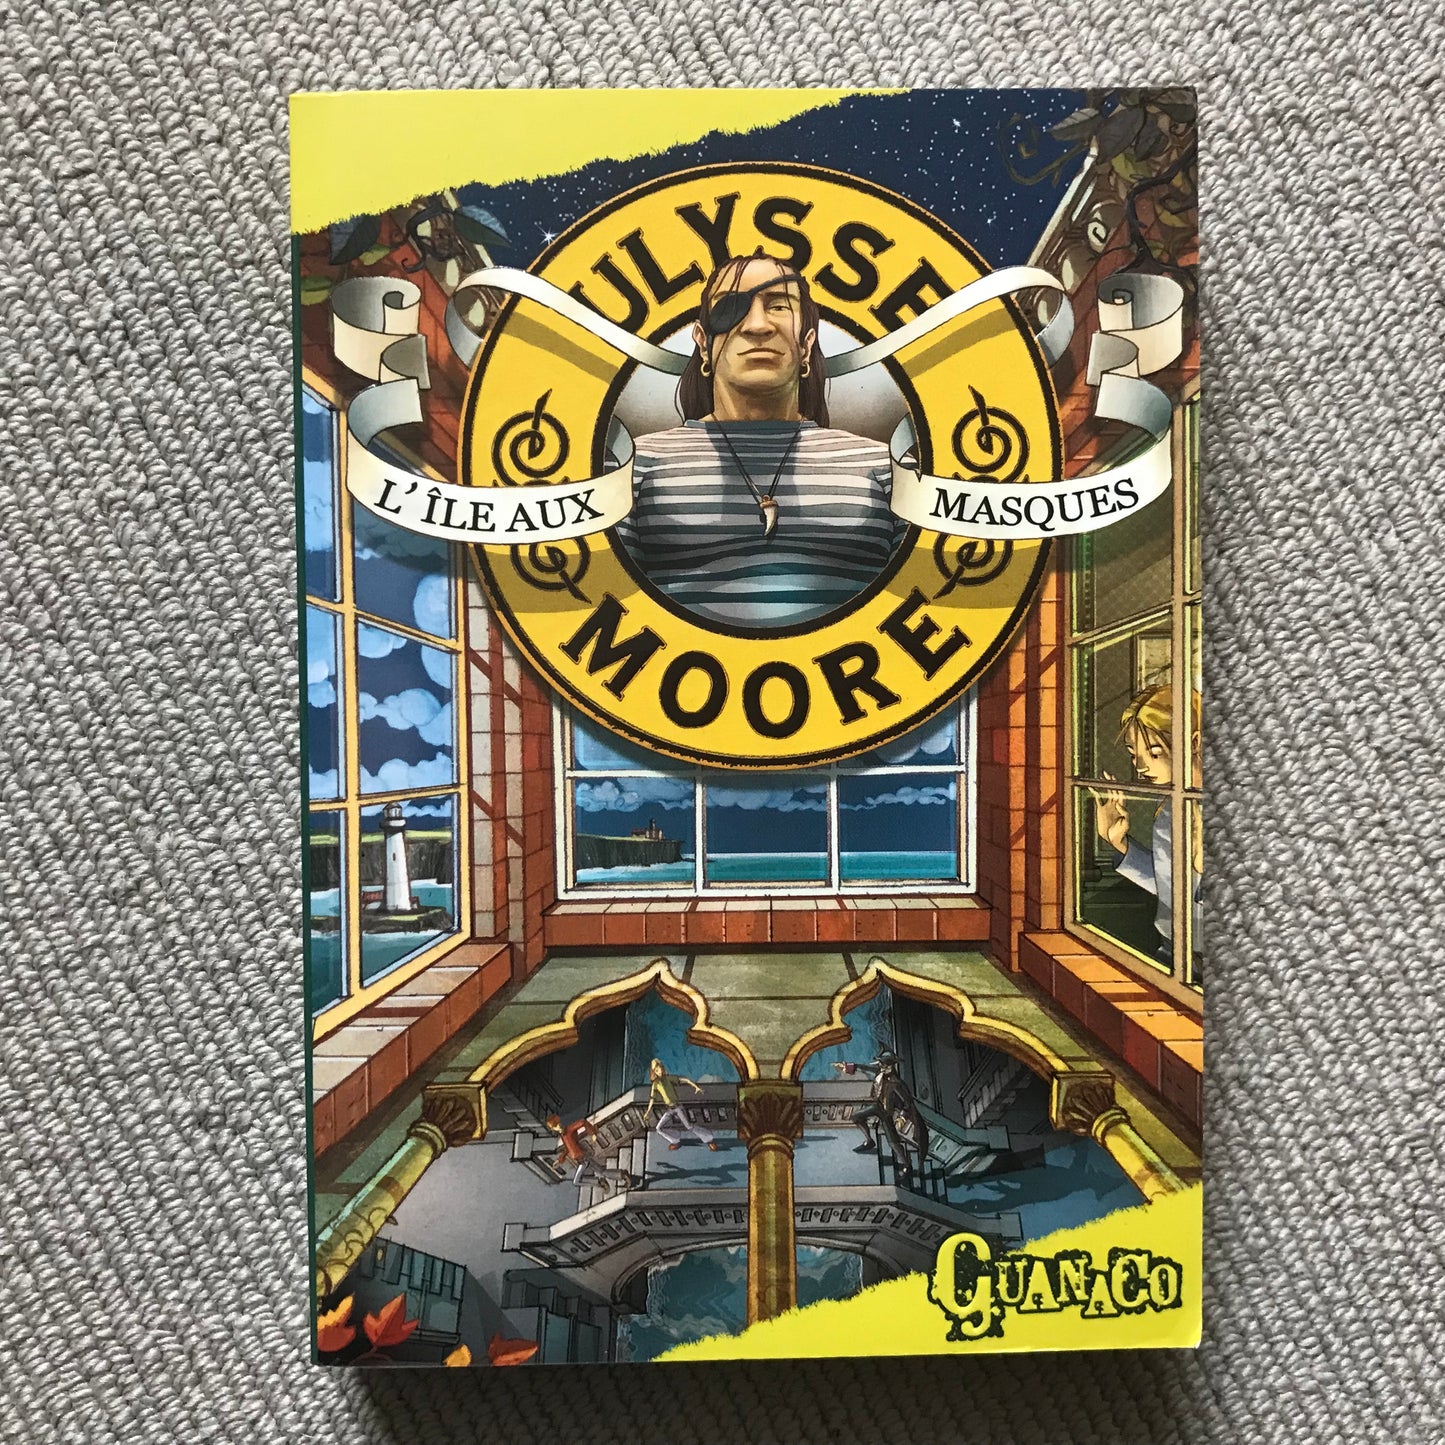 ULYSSE
L'ÎLE AUX MASQUES
MOORE
GUANACO